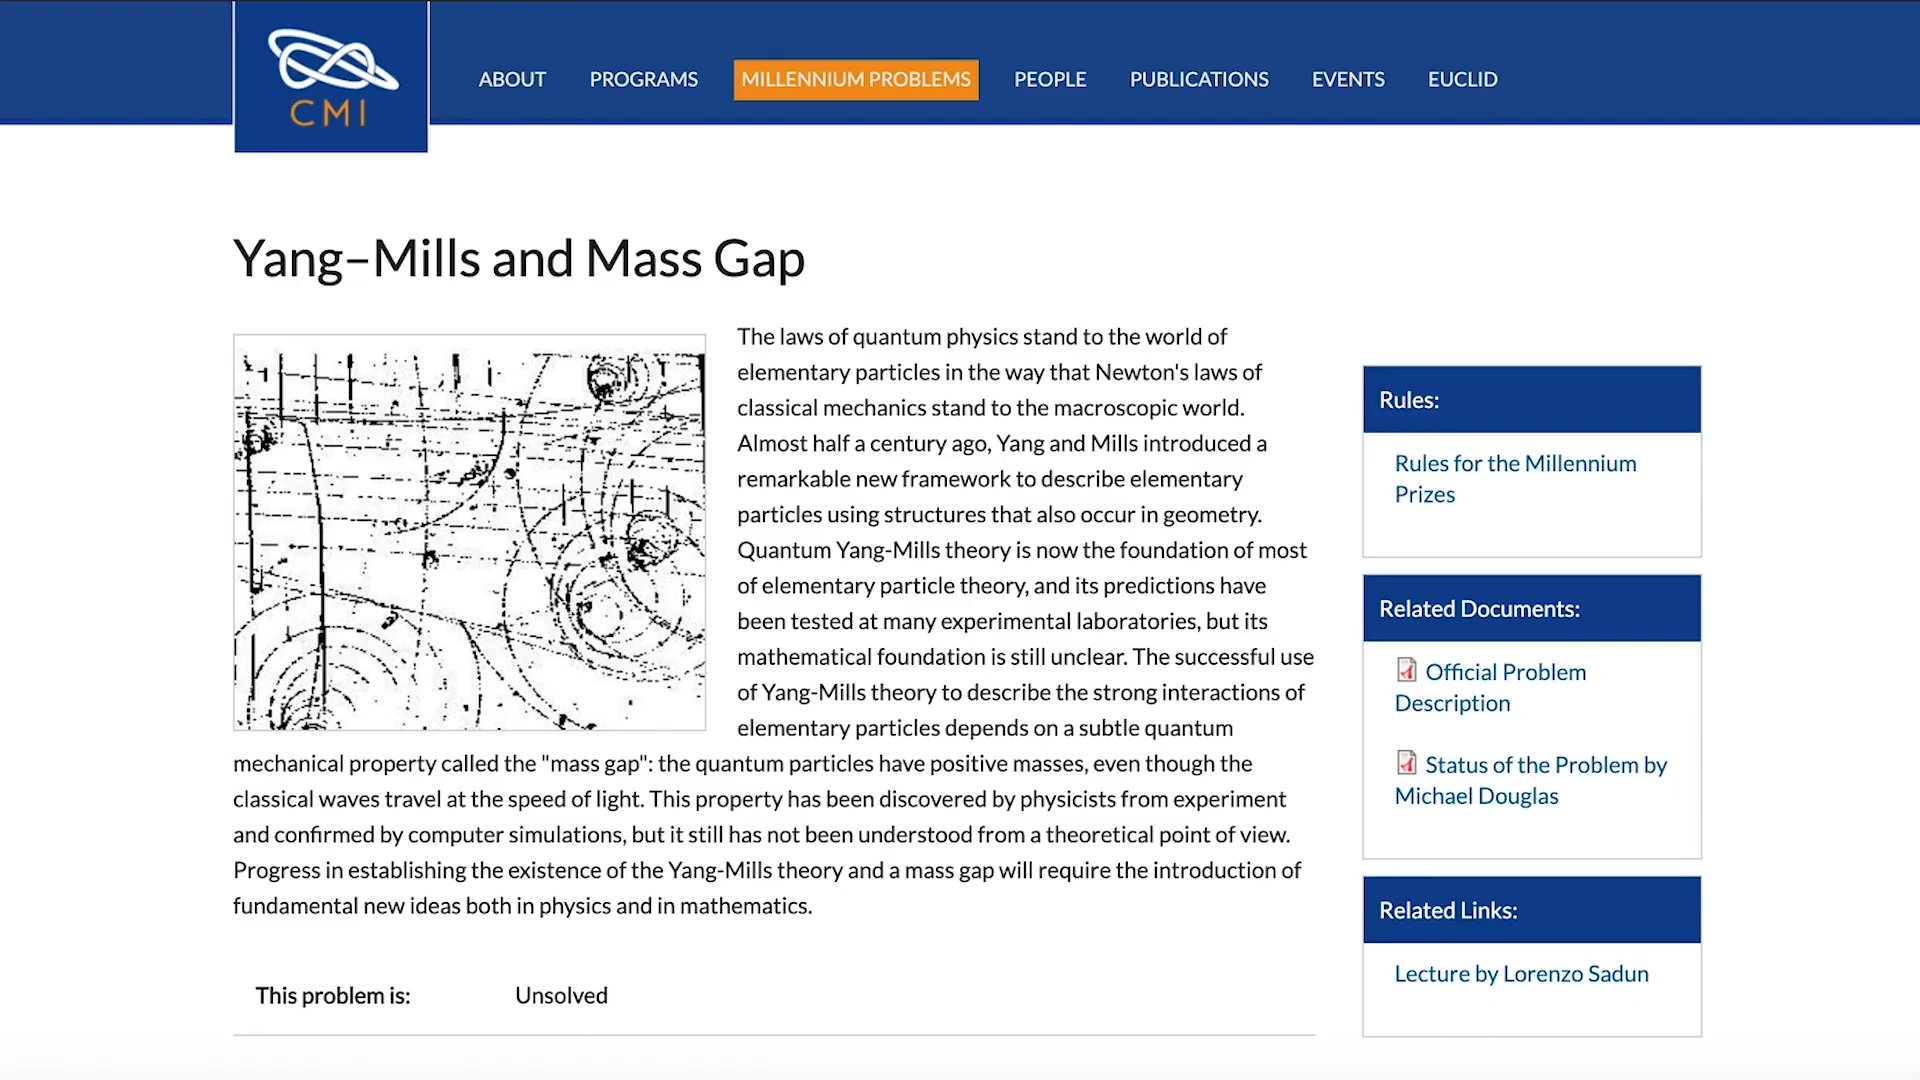 CMI
ABOUT PROGRAMS MILLENNIUM PROBLEMS PEOPLE PUBLICATIONS EVENTS EUCLID
Yang–Mills and Mass Gap
The laws of quantum physics stand to the world of
elementary particles in the way that Newton's laws of
classical mechanics stand to the macroscopic world.
Almost half a century ago, Yang and Mills introduced a
remarkable new framework to describe elementary
particles using structures that also occur in geometry.
Quantum Yang-Mills theory is now the foundation of most
of elementary particle theory, and its predictions have
been tested at many experimental laboratories, but its
mathematical foundation is still unclear. The successful use
of Yang-Mills theory to describe the strong interactions of
elementary particles depends on a subtle quantum
mechanical property called the "mass gap": the quantum particles have positive masses, even though the
classical waves travel at the speed of light. This property has been discovered by physicists from experiment
and confirmed by computer simulations, but it still has not been understood from a theoretical point of view.
Progress in establishing the existence of the Yang-Mills theory and a mass gap will require the introduction of
fundamental new ideas both in physics and in mathematics.
This problem is: Unsolved
Rules:
Rules for the Millennium
Prizes
Related Documents:
Official Problem
Description
Status of the Problem by
Michael Douglas
Related Links:
Lecture by Lorenzo Sadun